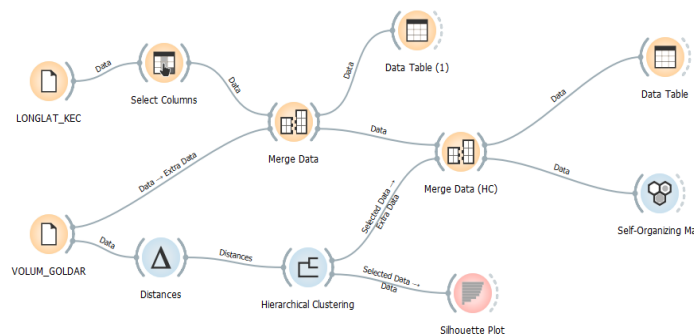 Data
Data Table (1)
Data
Data Table
Data
Select Columns
LONGLAT_KEC
Data
Merge Data
Data
Merge Data (HC)
Data
Self-Organizing Ma
Data → Extra Data
Selected Data →
Extra Data
VOLUM_GOLDAR
Data
Distances
Distances
Hierarchical Clustering
Selected Data →
Data
Silhouette Plot